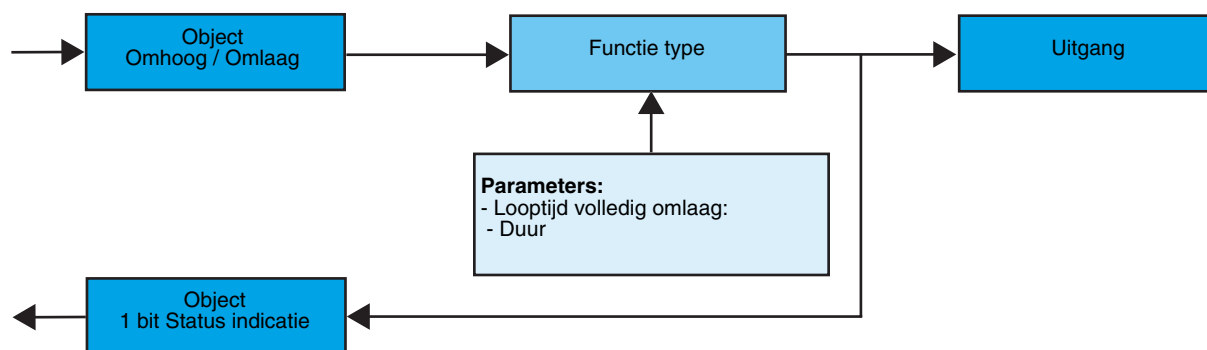 Object
Omhoog / Omlaag
Functie type
Uitgang
Parameters:
- Looptijd volledig omlaag:
- Duur
Object
1 bit Status indicatie